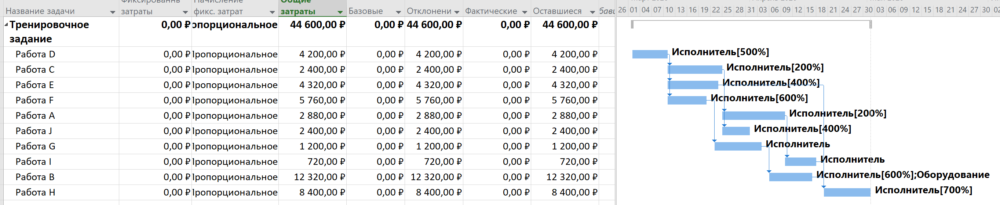 Название задачи затраты фикс. затрат затраты Базовые Отклонени Фактические Оставшиеся 26 01 04 07 10 13 16 19 22 25 28 31 03 06 09 12 15 18 21 24 27 30 03 06 09 12 15 18 21 24 27 30 02
Тренировочное задание 0,00 ₽ опорциональное 44 600,00 ₽ 0,00 ₽ 44 600,00 ₽ 0,00 ₽ 44 600,00 ₽
Работа D 0,00 ₽ Пропорциональное 4 200,00 ₽ 0,00 ₽ 4 200,00 ₽ 0,00 ₽ 4 200,00 ₽ Исполнитель[500%]
Работа C 0,00 ₽ Пропорциональное 2 400,00 ₽ 0,00 ₽ 2 400,00 ₽ 0,00 ₽ 2 400,00 ₽ Исполнитель[200%]
Работа E 0,00 ₽ Пропорциональное 4 320,00 ₽ 0,00 ₽ 4 320,00 ₽ 0,00 ₽ 4 320,00 ₽ Исполнитель[400%]
Работа F 0,00 ₽ Пропорциональное 5 760,00 ₽ 0,00 ₽ 5 760,00 ₽ 0,00 ₽ 5 760,00 ₽ Исполнитель[600%]
Работа A 0,00 ₽ Пропорциональное 2 880,00 ₽ 0,00 ₽ 2 880,00 ₽ 0,00 ₽ 2 880,00 ₽ Исполнитель[200%]
Работа J 0,00 ₽ Пропорциональное 2 400,00 ₽ 0,00 ₽ 2 400,00 ₽ 0,00 ₽ 2 400,00 ₽ Исполнитель[400%]
Работа G 0,00 ₽ Пропорциональное 1 200,00 ₽ 0,00 ₽ 1 200,00 ₽ 0,00 ₽ 1 200,00 ₽ Исполнитель
Работа I 0,00 ₽ Пропорциональное 720,00 ₽ 0,00 ₽ 720,00 ₽ 0,00 ₽ 720,00 ₽ Исполнитель
Работа B 0,00 ₽ Пропорциональное 12 320,00 ₽ 0,00 ₽ 12 320,00 ₽ 0,00 ₽ 12 320,00 ₽ Исполнитель[600%];Оборудование
Работа H 0,00 ₽ Пропорциональное 8 400,00 ₽ 0,00 ₽ 8 400,00 ₽ 0,00 ₽ 8 400,00 ₽ Исполнитель[700%]